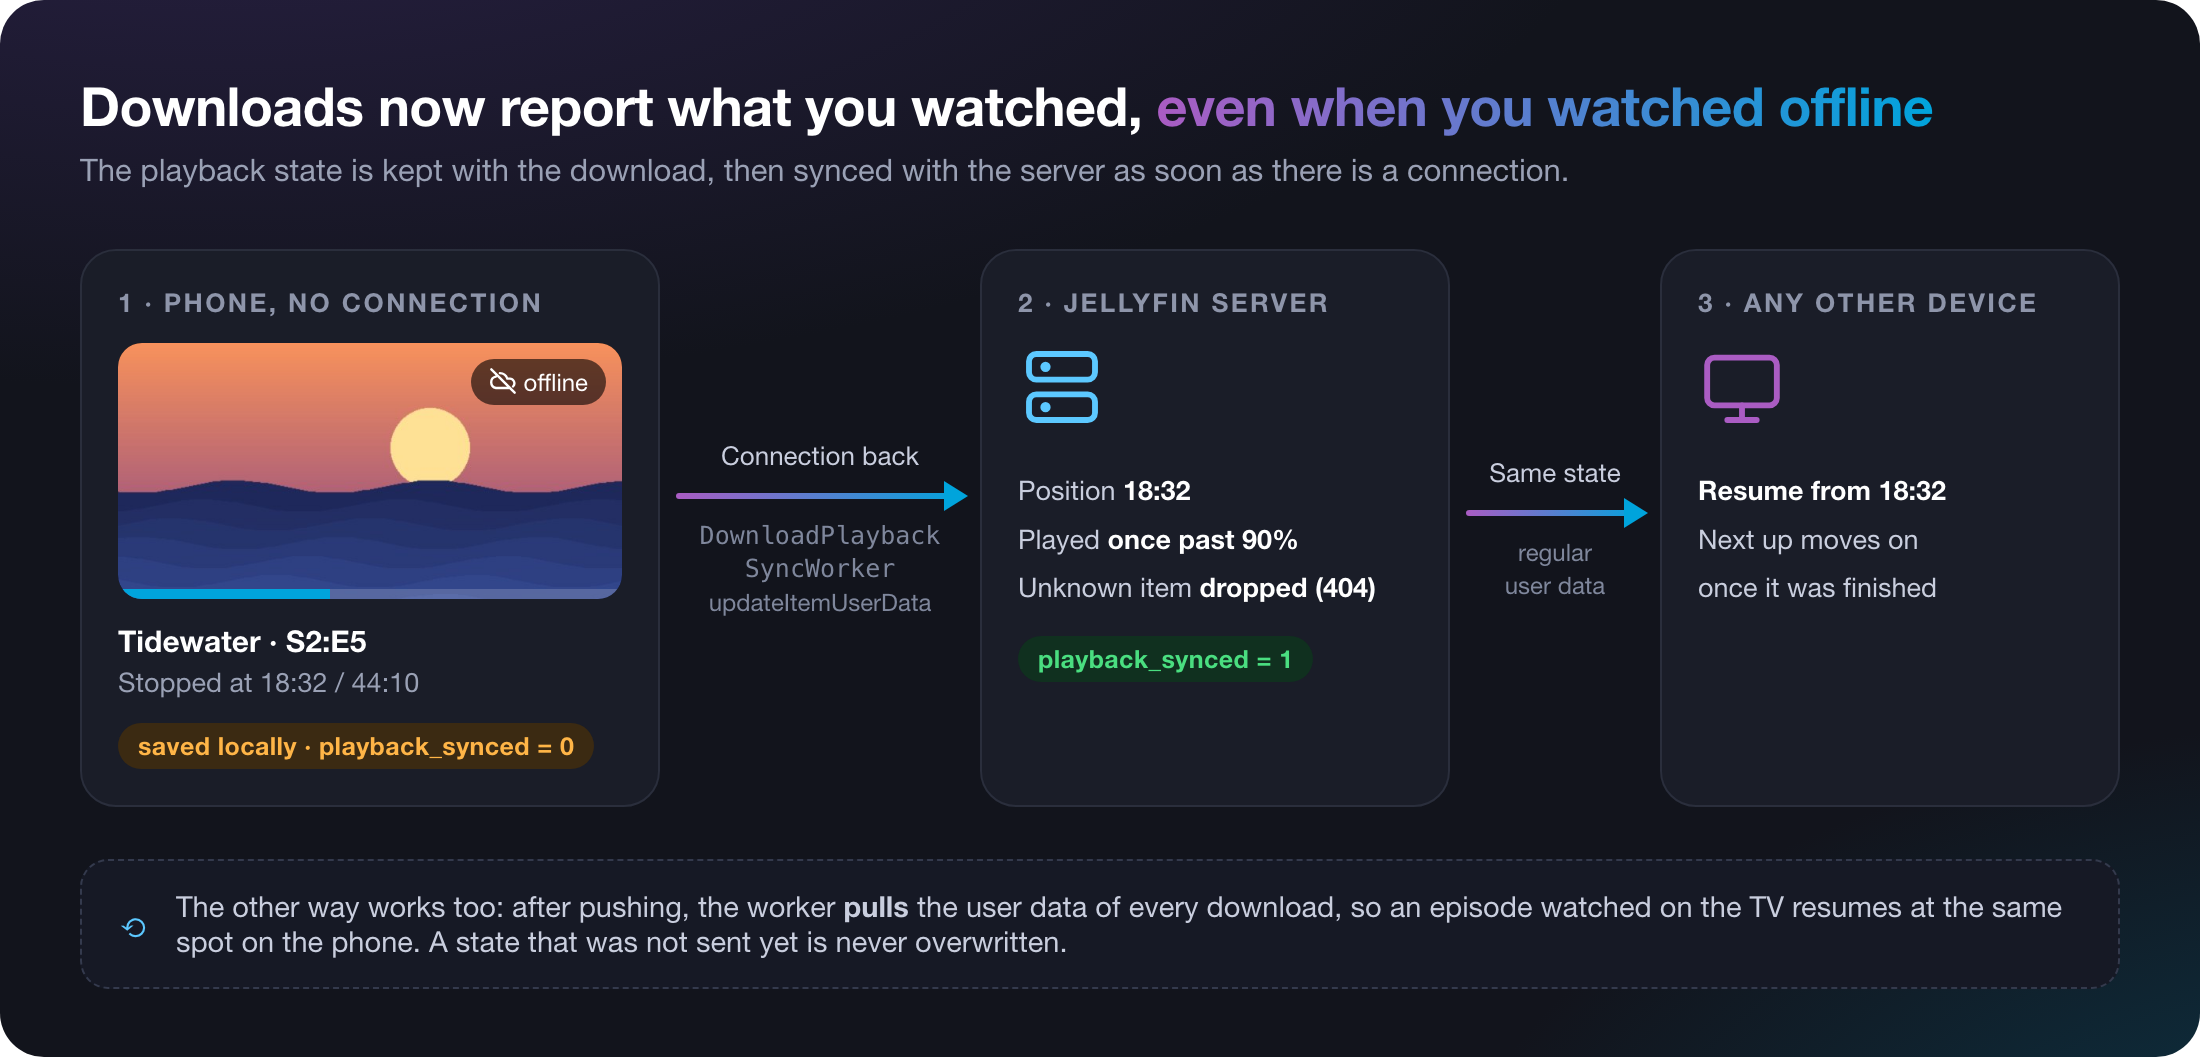 Downloads now report what you watched, even when you watched offline
The playback state is kept with the download, then synced with the server as soon as there is a connection.
1 · PHONE, NO CONNECTION
offline
Tidewater · S2:E5
Stopped at 18:32 / 44:10
saved locally · playback_synced = 0
Connection back
DownloadPlayback
SyncWorker
updateItemUserData
2 · JELLYFIN SERVER
Position 18:32
Played once past 90%
Unknown item dropped (404)
playback_synced = 1
Same state
regular
user data
3 · ANY OTHER DEVICE
Resume from 18:32
Next up moves on
once it was finished
The other way works too: after pushing, the worker pulls the user data of every download, so an episode watched on the TV resumes at the same
spot on the phone. A state that was not sent yet is never overwritten.